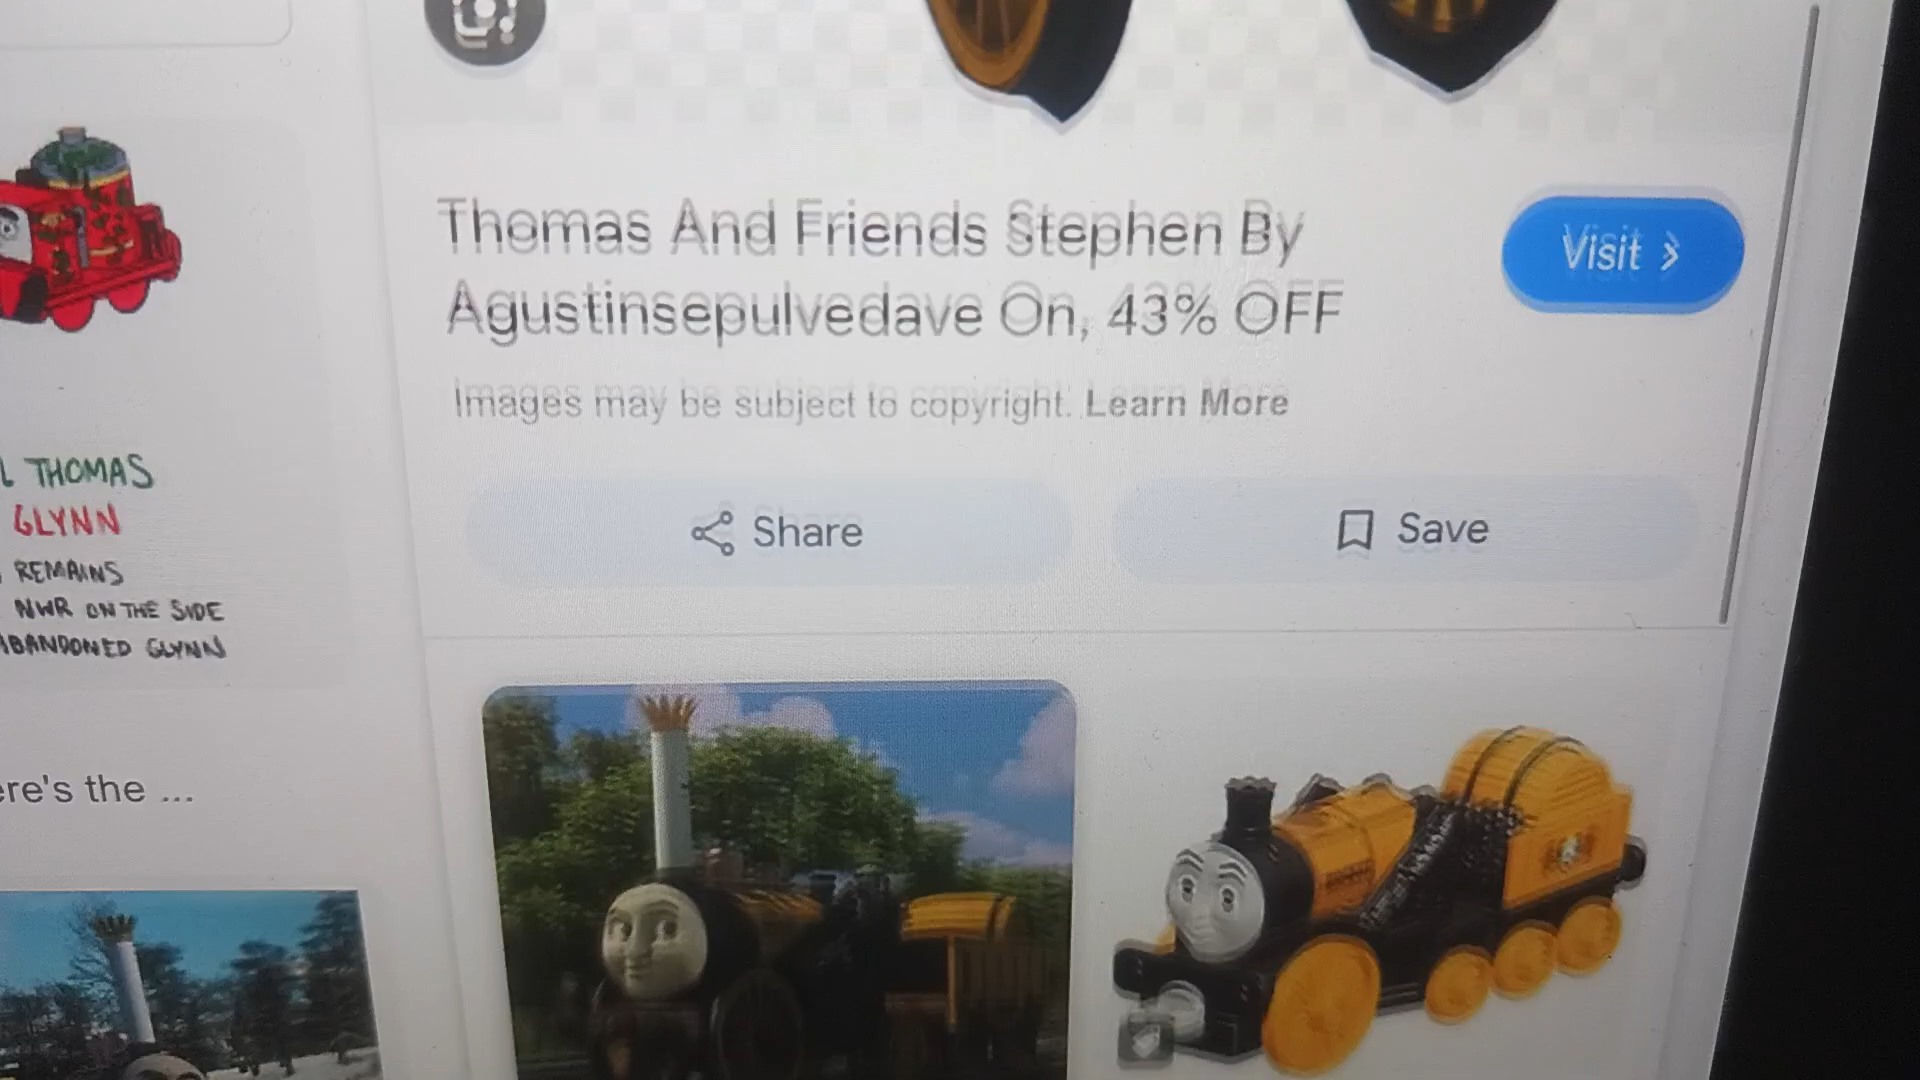 Thomas And Friends Stephen By
Agustinsepulvedave On, 43% OFF
Visit
Images may be subject to copyright. Learn More
Share
Save
THOMAS
GLYNN
REMAINS
NWR ON THE SIDE
ABANDONED GLYNN
ere's the ...